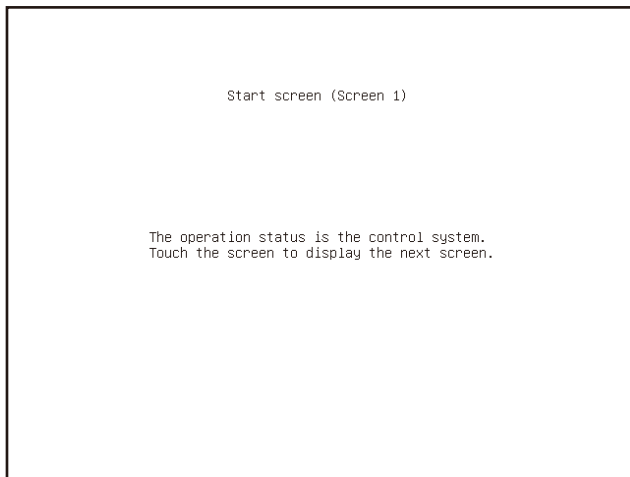 Start screen (Screen 1)
The operation status is the control system.
Touch the screen to display the next screen.